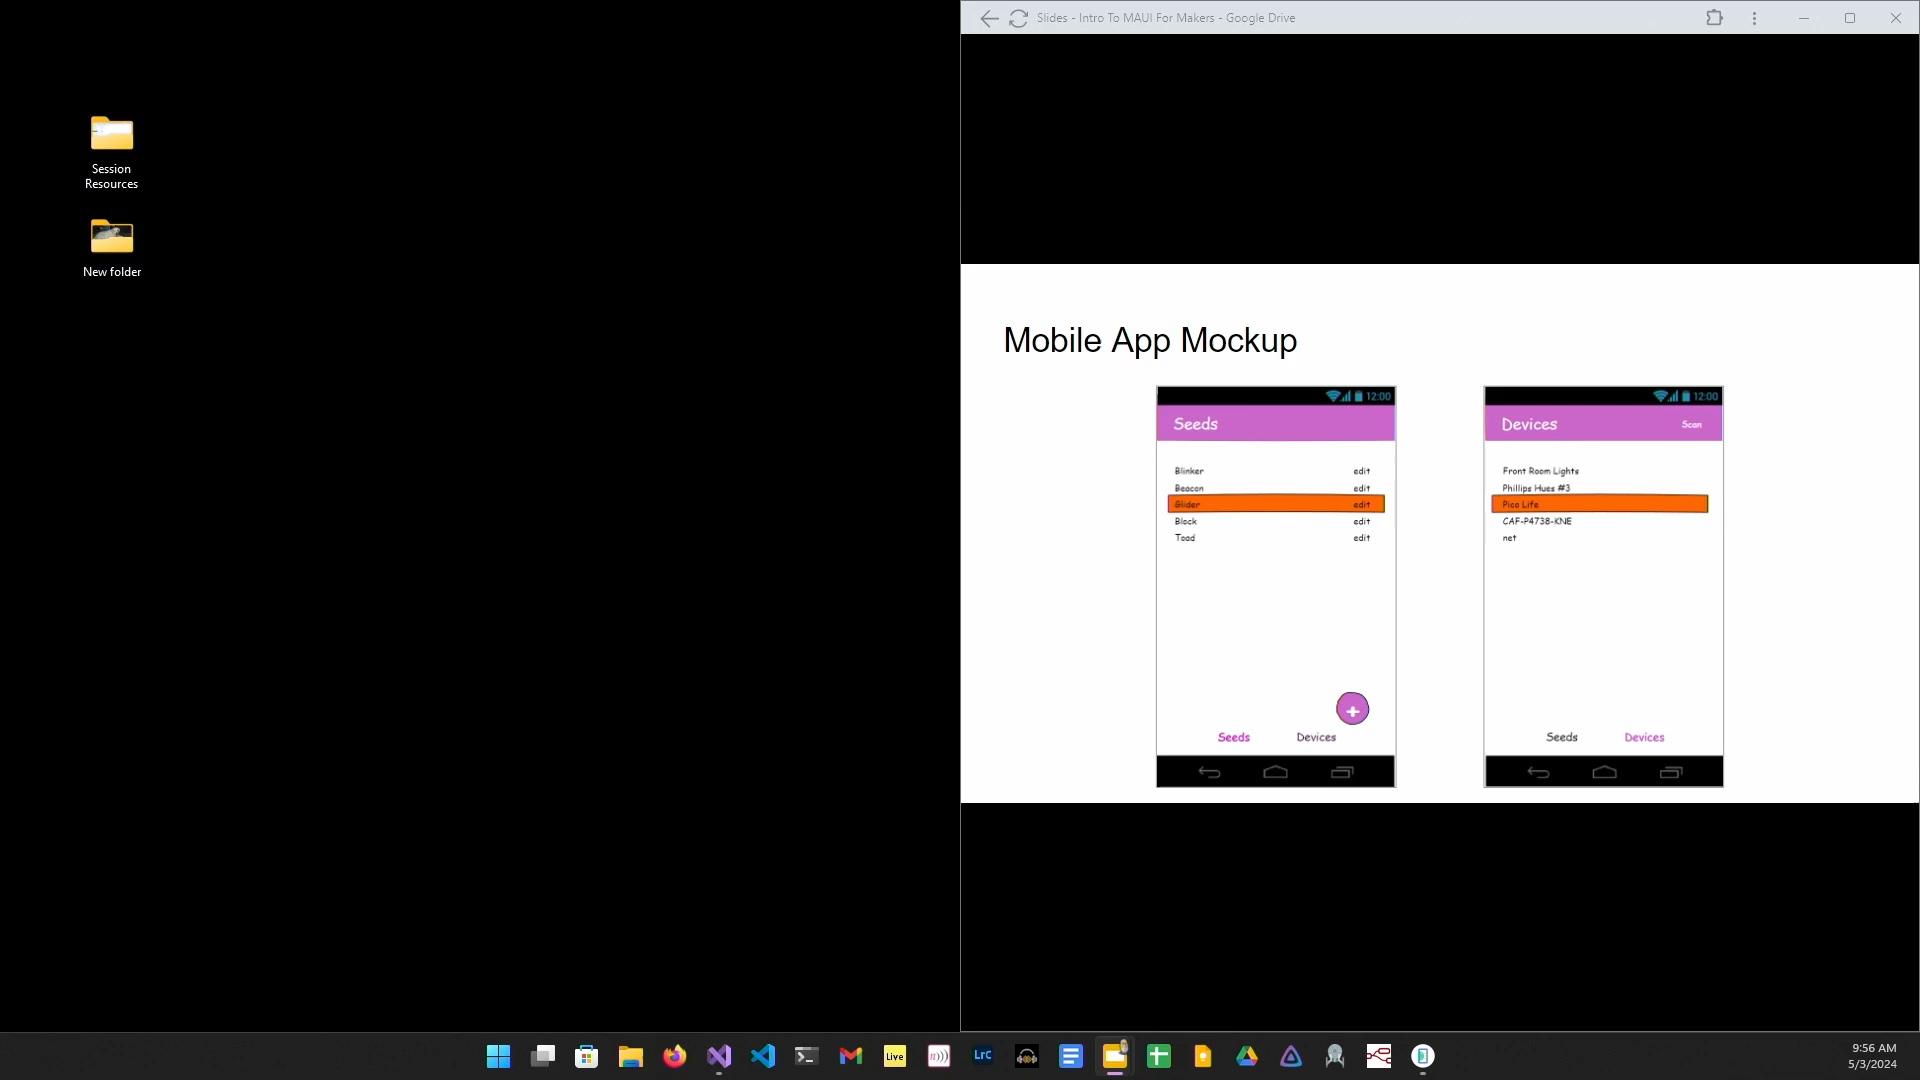 Slides - Intro To MAUI For Makers - Google Drive
Session
Resources
New folder
Mobile App Mockup
12:00
Seeds
Blinker edit
Beacon edit
Glider edit
Block edit
Toad edit
+
Seeds Devices
12:00
Devices Scan
Front Room Lights
Phillips Hues #3
Pico Life
CAF-P4738-KNE
net
Seeds Devices
Live
LrC
9:56 AM
5/3/2024